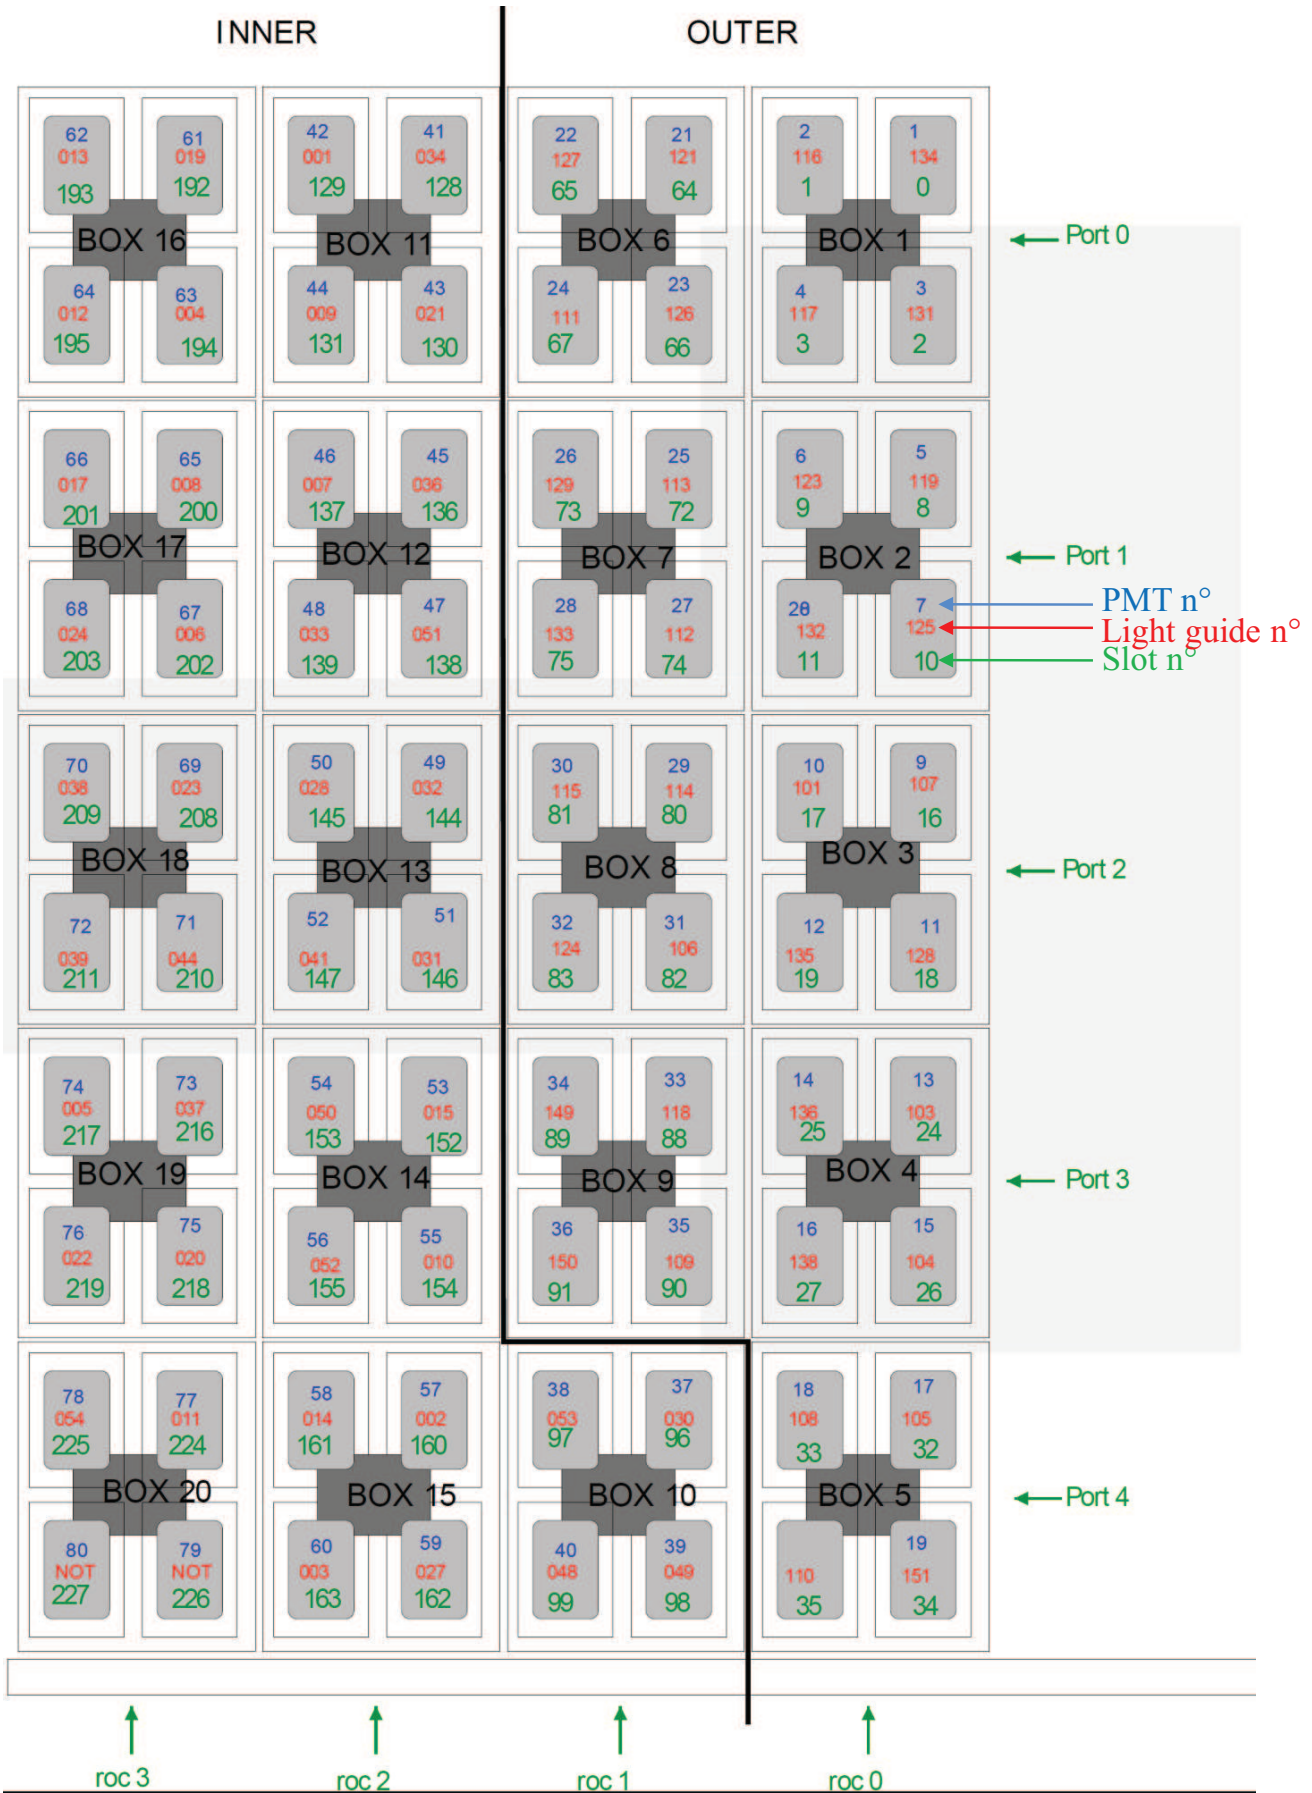 INNER OUTER
62 61 42 41 22 21 2 1
013 019 001 034 127 121 116 134
193 192 129 128 65 64 1 0
BOX 16 BOX 11 BOX 6 BOX 1 Port 0
64 63 44 43 24 23 4 3
012 004 009 021 111 126 117 131
195 194 131 130 67 66 3 2
66 65 46 45 26 25 6 5
017 008 007 036 129 113 123 119
201 200 137 136 73 72 9 8
BOX 17 BOX 12 BOX 7 BOX 2 Port 1
68 67 48 47 28 27 28 7 PMT n°
024 006 033 051 133 112 132 125 Light guide n°
203 202 139 138 75 74 11 10 Slot n°
70 69 50 49 30 29 10 9
038 023 028 032 115 114 101 107
209 208 145 144 81 80 17 16
BOX 18 BOX 13 BOX 8 BOX 3 Port 2
72 71 52 51 32 31 12 11
039 044 041 031 124 106 135 128
211 210 147 146 83 82 19 18
74 73 54 53 34 33 14 13
005 037 050 015 149 118 136 103
217 216 153 152 89 88 25 24
BOX 19 BOX 14 BOX 9 BOX 4 Port 3
76 75 56 55 36 35 16 15
022 020 052 010 150 109 138 104
219 218 155 154 91 90 27 26
78 77 58 57 38 37 18 17
054 011 014 002 053 030 108 105
225 224 161 160 97 96 33 32
BOX 20 BOX 15 BOX 10 BOX 5 Port 4
80 79 60 59 40 39 19
NOT NOT 003 027 048 049 110 151
227 226 163 162 99 98 35 34
roc 3 roc 2 roc 1 roc 0